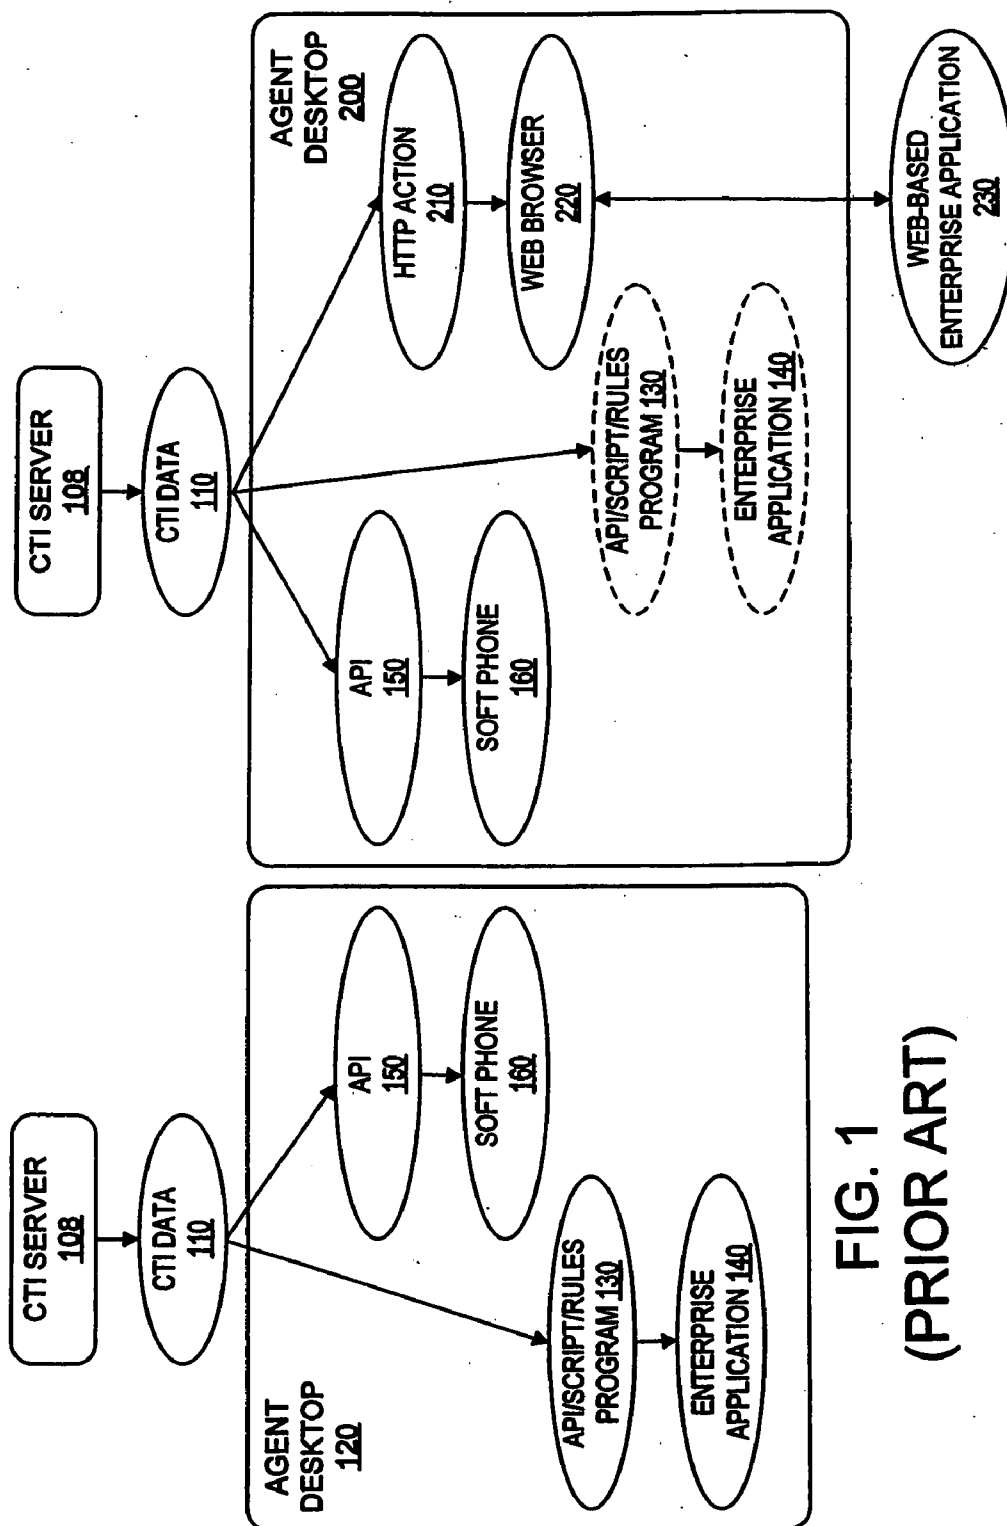 CTI SERVER
108
CTI DATA
110
AGENT
DESKTOP
120
API
150
SOFT PHONE
160
API/SCRIPT/RULES
PROGRAM 130
ENTERPRISE
APPLICATION 140
FIG. 1
(PRIOR ART)
CTI SERVER
108
CTI DATA
110
AGENT
DESKTOP
200
API
150
SOFT PHONE
160
HTTP ACTION
210
WEB BROWSER
220
API/SCRIPT/RULES
PROGRAM 130
ENTERPRISE
APPLICATION 140
WEB-BASED
ENTERPRISE APPLICATION
230